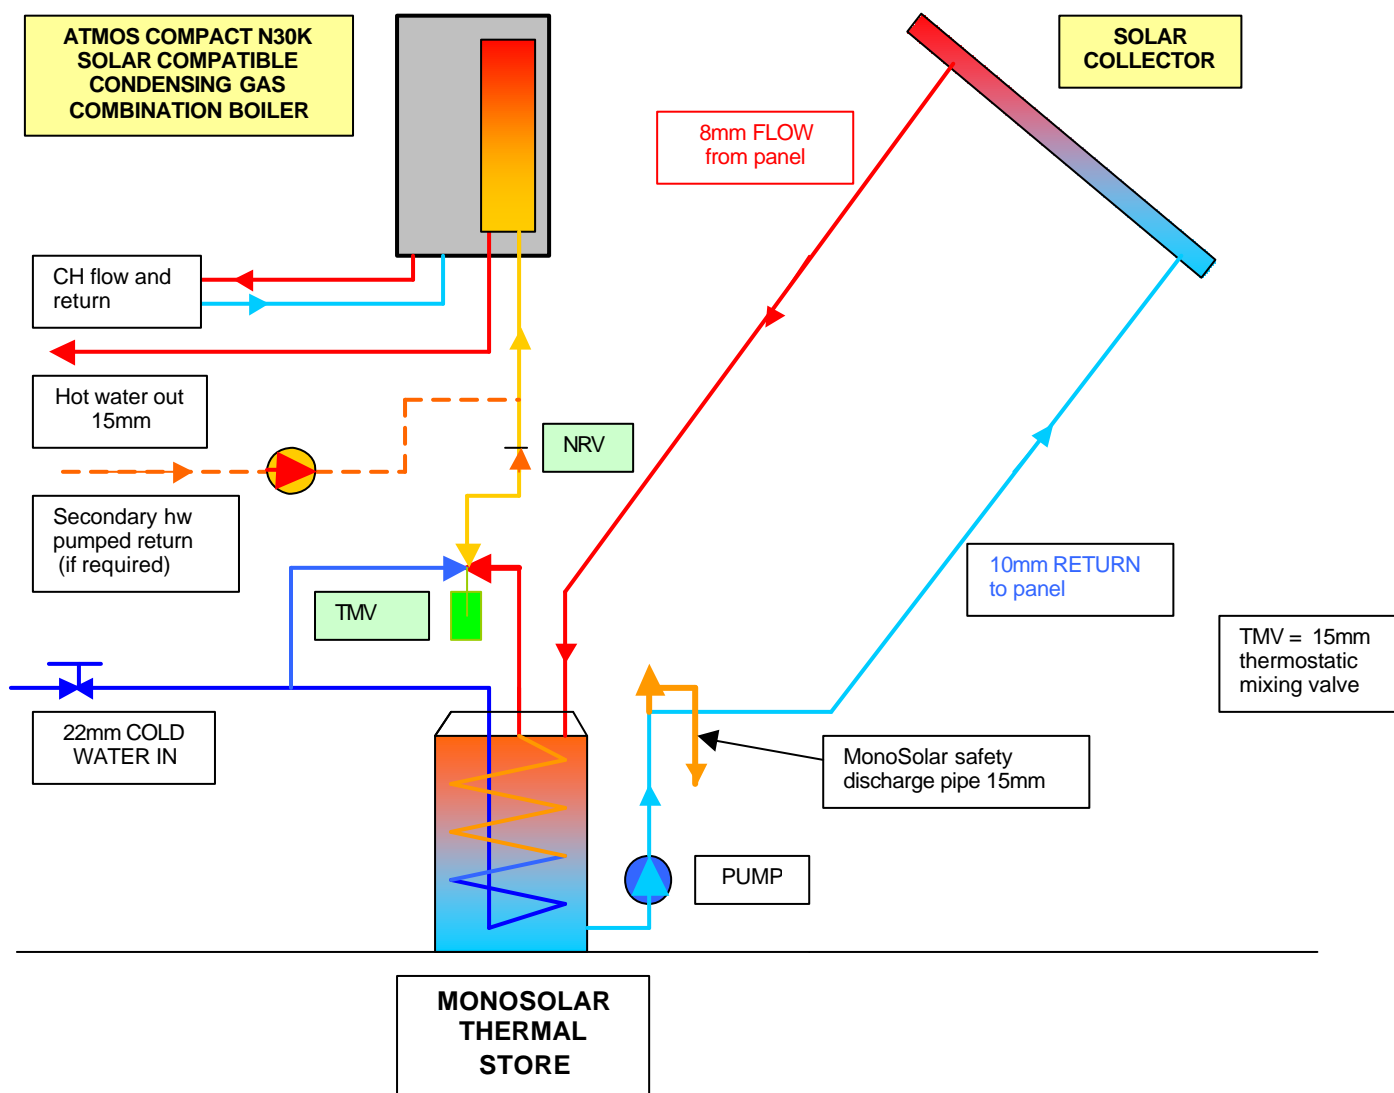 ATMOS COMPACT N30K
SOLAR COMPATIBLE
CONDENSING GAS
COMBINATION BOILER
SOLAR
COLLECTOR
8mm FLOW
from panel
CH flow and
return
Hot water out
15mm
NRV
Secondary hw
pumped return
(if required)
10mm RETURN
to panel
TMV
TMV = 15mm
thermostatic
mixing valve
22mm COLD
WATER IN
MonoSolar safety
discharge pipe 15mm
PUMP
MONOSOLAR
THERMAL
STORE